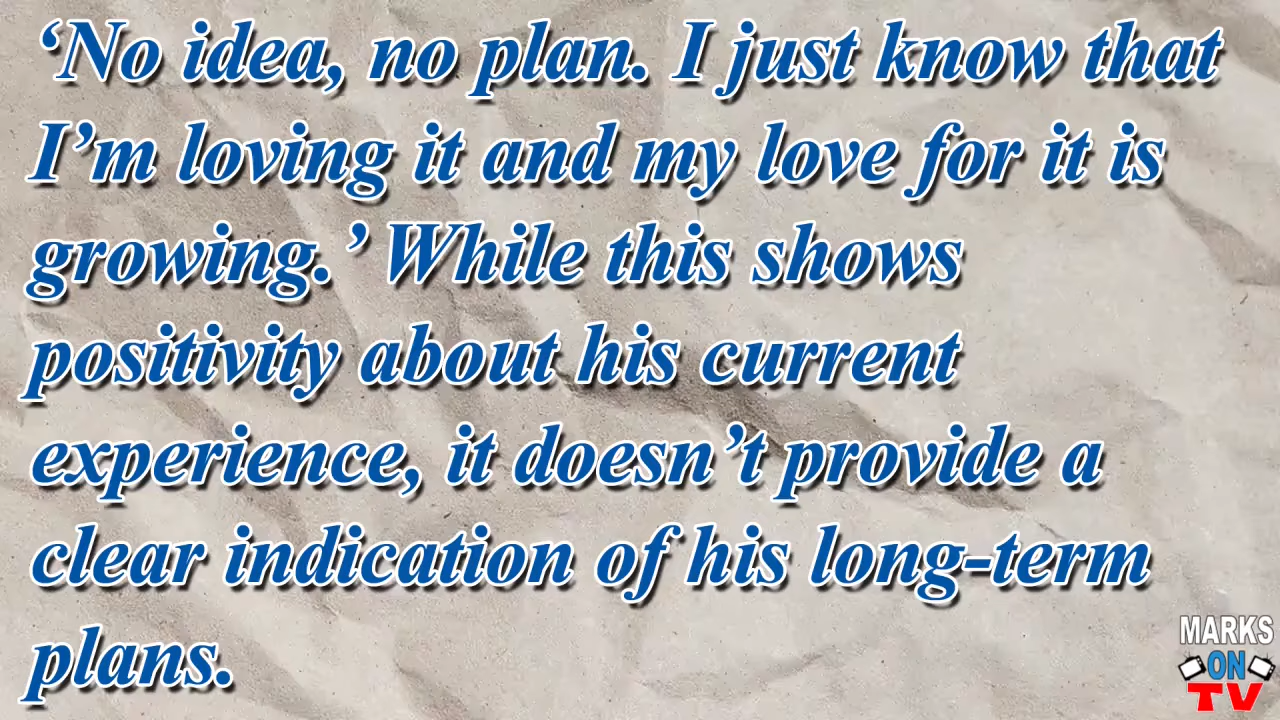 ‘No idea, no plan. I just know that
I’m loving it and my love for it is
growing.’ While this shows
positivity about his current
experience, it doesn’t provide a
clear indication of his long-term
plans.
MARKS
ON
TV